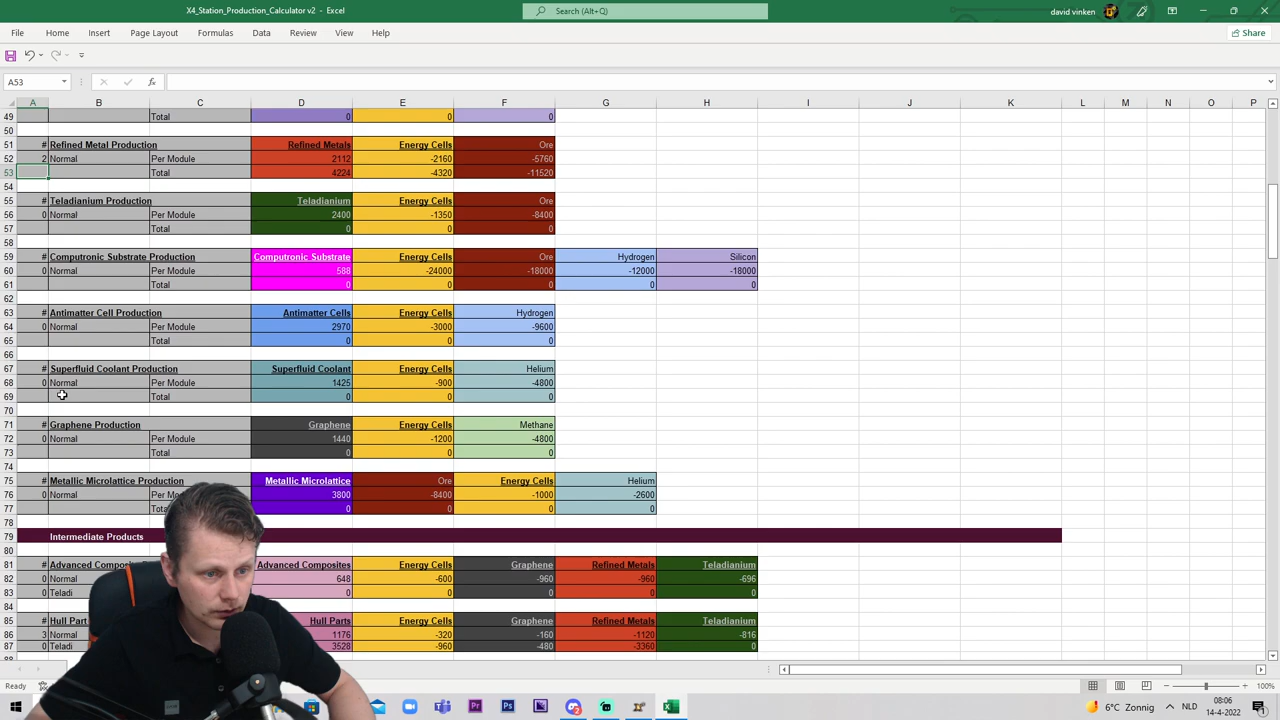 X4_Station_Production_Calculator v2 - Excel
Search (Alt+Q)
david vinken
File Home Insert Page Layout Formulas Data Review View Help
Share
A53
fx
A B C D E F G H I J K L M N O P
49 Total 0 0 0
50
51 # Refined Metal Production Refined Metals Energy Cells Ore
52 2 Normal Per Module 2112 -2160 -5760
53 Total 4224 -4320 -11520
54
55 # Teladianium Production Teladianium Energy Cells Ore
56 0 Normal Per Module 2400 -1350 -8400
57 Total 0 0 0
58
59 # Computronic Substrate Production Computronic Substrate Energy Cells Ore Hydrogen Silicon
60 0 Normal Per Module 588 -24000 -18000 -12000 -18000
61 Total 0 0 0 0 0
62
63 # Antimatter Cell Production Antimatter Cells Energy Cells Hydrogen
64 0 Normal Per Module 2970 -3000 -9600
65 Total 0 0 0
66
67 # Superfluid Coolant Production Superfluid Coolant Energy Cells Helium
68 0 Normal Per Module 1425 -900 -4800
69 Total 0 0 0
70
71 # Graphene Production Graphene Energy Cells Methane
72 0 Normal Per Module 1440 -1200 -4800
73 Total 0 0 0
74
75 # Metallic Microlattice Production Metallic Microlattice Ore Energy Cells Helium
76 0 Normal Per 3800 -8400 -1000 -2600
77 0 0 0 0
78
79 Intermediate Products
80
81 # Advanced Advanced Composites Energy Cells Graphene Refined Metals Teladianium
82 0 Normal 648 -600 -960 -960 -696
83 0 Teladi 0 0 0 0 0
84
85 # Hull Hull Parts Energy Cells Graphene Refined Metals Teladianium
86 3 Normal 1176 -320 -160 -1120 -816
87 0 Teladi 3528 -960 -480 -3360 0
Ready
100%
6°C Zonnig NLD
08:06
14-4-2022